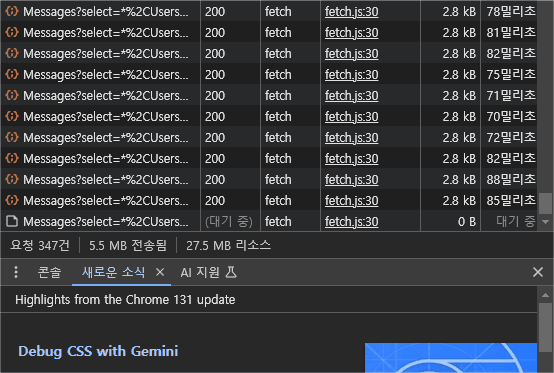 Messages?select=*%2CUsers... 200 fetch fetch.js:30 2.8 kB 78밀리초
Messages?select=*%2CUsers... 200 fetch fetch.js:30 2.8 kB 81밀리초
Messages?select=*%2CUsers... 200 fetch fetch.js:30 2.8 kB 82밀리초
Messages?select=*%2CUsers... 200 fetch fetch.js:30 2.8 kB 75밀리초
Messages?select=*%2CUsers... 200 fetch fetch.js:30 2.8 kB 71밀리초
Messages?select=*%2CUsers... 200 fetch fetch.js:30 2.8 kB 70밀리초
Messages?select=*%2CUsers... 200 fetch fetch.js:30 2.8 kB 72밀리초
Messages?select=*%2CUsers... 200 fetch fetch.js:30 2.8 kB 82밀리초
Messages?select=*%2CUsers... 200 fetch fetch.js:30 2.8 kB 88밀리초
Messages?select=*%2CUsers... 200 fetch fetch.js:30 2.8 kB 85밀리초
Messages?select=*%2CUsers... (대기 중) fetch fetch.js:30 0 B 대기 중
요청 347건 5.5 MB 전송됨 27.5 MB 리소스
콘솔 새로운 소식 AI 지원
Highlights from the Chrome 131 update
Debug CSS with Gemini